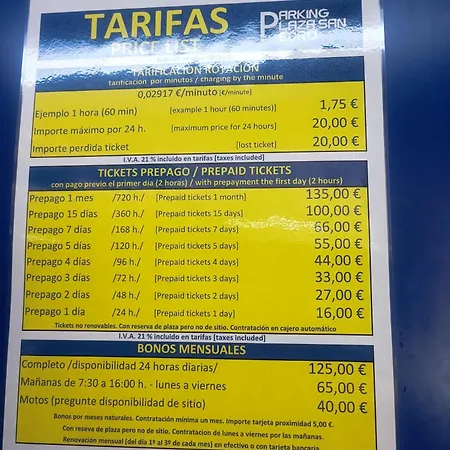 TARIFAS
PRICE LIST
PARKING
PLAZA SAN
TARIFICACIÓN ROTACIÓN
tarificación por minutos / charging by the minute
0,02917 €/minuto [€/minute]
Ejemplo 1 hora (60 min) [example 1 hour (60 minutes)] 1,75 €
Importe máximo por 24 h. [maximum price for 24 hours] 20,00 €
Importe perdida ticket [lost ticket] 20,00 €
I.V.A. 21 % incluido en tarifas [taxes included]
TICKETS PREPAGO / PREPAID TICKETS
con pago previo el primer día (2 horas) / with prepayment the first day (2 hours)
Prepago 1 mes /720 h./ [Prepaid tickets 1 month] 135,00 €
Prepago 15 días /360 h./ [Prepaid tickets 15 days] 100,00 €
Prepago 7 días /168 h./ [Prepaid tickets 7 days] 66,00 €
Prepago 5 días /120 h./ [Prepaid tickets 5 days] 55,00 €
Prepago 4 días /96 h./ [Prepaid tickets 4 days] 44,00 €
Prepago 3 días /72 h./ [Prepaid tickets 3 days] 33,00 €
Prepago 2 días /48 h./ [Prepaid tickets 2 days] 27,00 €
Prepago 1 día /24 h./ [Prepaid tickets 1 day] 16,00 €
Tickets no renovables. Con reserva de plaza pero no de sitio. Contratación en cajero automático
I.V.A. 21 % incluido en tarifas [taxes included]
BONOS MENSUALES
Completo /disponibilidad 24 horas diarias/ 125,00 €
Mañanas de 7:30 a 16:00 h. - lunes a viernes 65,00 €
Motos (pregunte disponibilidad de sitio) 40,00 €
Bonos por meses naturales. Contratación mínima un mes. Importe tarjeta proximidad 5,00 €.
Con reserva de plaza pero no de sitio. Contratacion de lunes a viernes por las mañanas.
Renovación mensual (del día 1º al 3º de cada mes) en efectivo o con tarjeta bancaria